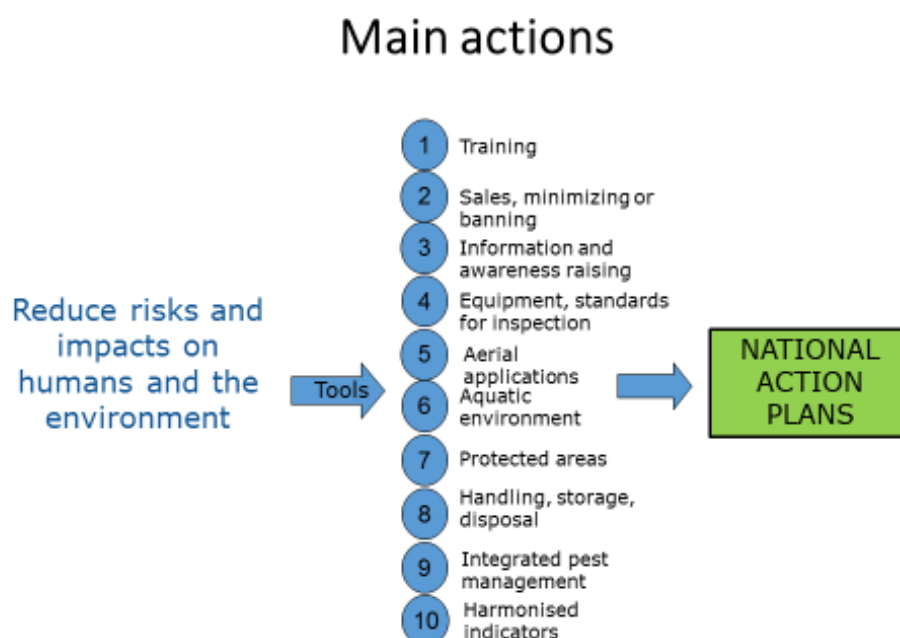 Main actions
Reduce risks and
impacts on
humans and the
environment
Tools
1 Training
2 Sales, minimizing or
banning
3 Information and
awareness raising
4 Equipment, standards
for inspection
5 Aerial
applications
6 Aquatic
environment
7 Protected areas
8 Handling, storage,
disposal
9 Integrated pest
management
10 Harmonised
indicators
NATIONAL
ACTION
PLANS